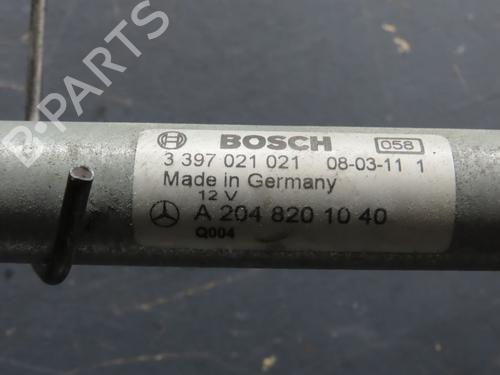 B-PARTS
BOSCH 058
3 397 021 021 08-03-11 1
Made in Germany
12 V
A 204 820 10 40
Q004